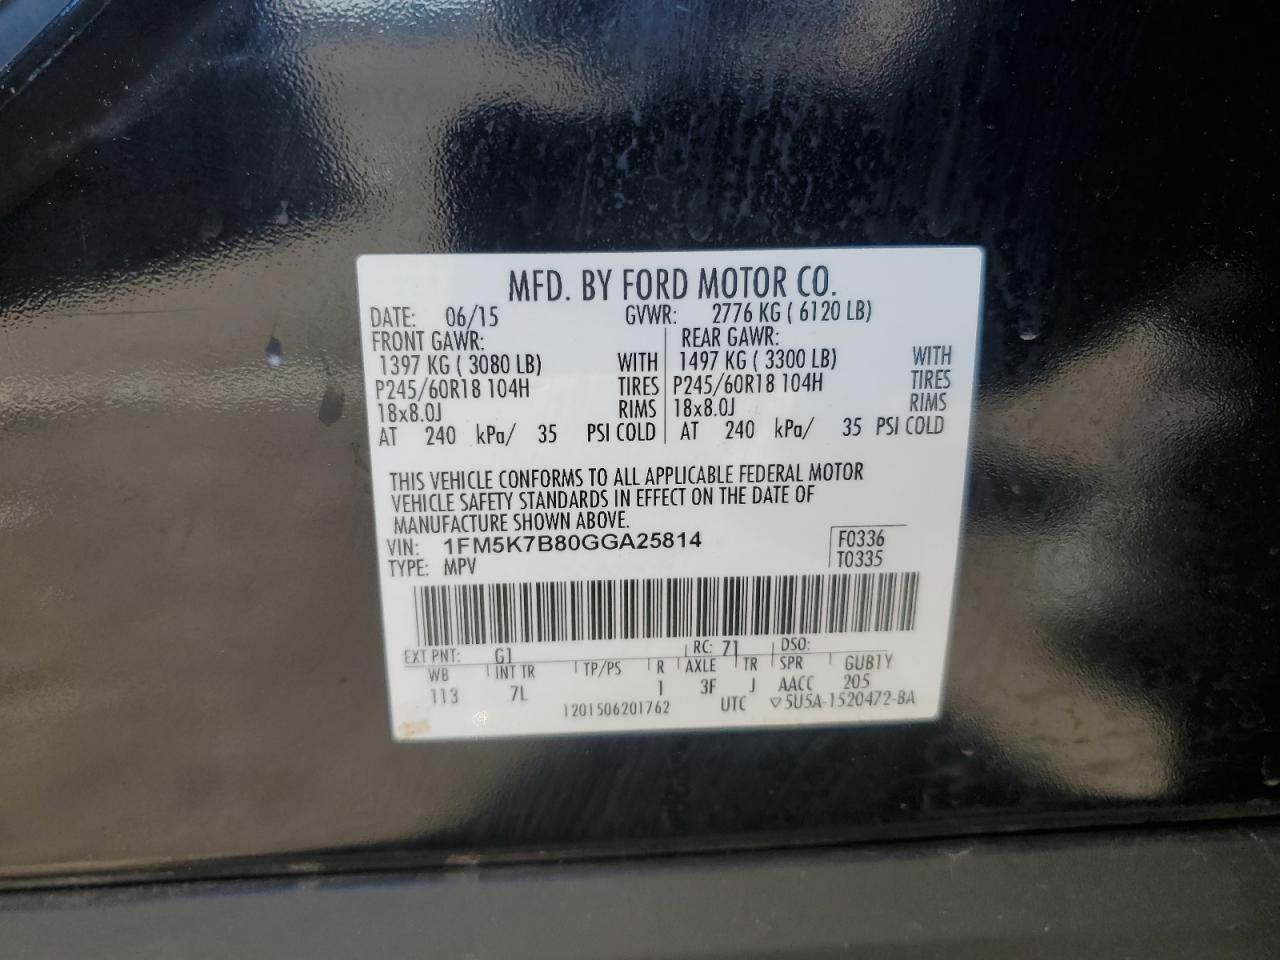 MFD. BY FORD MOTOR CO.
DATE: 06/15 GVWR: 2776 KG ( 6120 LB)
FRONT GAWR: REAR GAWR:
1397 KG ( 3080 LB) WITH 1497 KG ( 3300 LB) WITH
P245/60R18 104H TIRES P245/60R18 104H TIRES
18x8.0J RIMS 18x8.0J RIMS
AT 240 kPa/ 35 PSI COLD AT 240 kPa/ 35 PSI COLD
THIS VEHICLE CONFORMS TO ALL APPLICABLE FEDERAL MOTOR
VEHICLE SAFETY STANDARDS IN EFFECT ON THE DATE OF
MANUFACTURE SHOWN ABOVE.
VIN: 1FM5K7B80GGA25814 F0336
TYPE: MPV T0335
EXT PNT: G1 RC: 71 DSO:
WB INT TR TP/PS R AXLE TR SPR GUB1Y
113 7L 1 3F J AACC 205
1201506201762 UTC ▽5U5A-1520472-BA